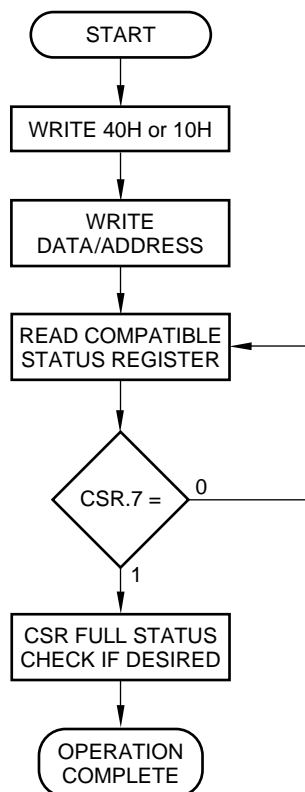 START
WRITE 40H or 10H
WRITE
DATA/ADDRESS
READ COMPATIBLE
STATUS REGISTER
CSR.7 =
0
1
CSR FULL STATUS
CHECK IF DESIRED
OPERATION
COMPLETE